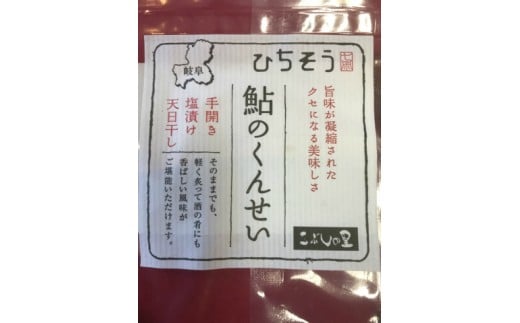 岐阜
ひちそう
旨味が凝縮された
クセになる美味しさ
鮎のくんせい
手開き
塩漬け
天日干し
そのままでも、
軽く炙って酒の肴にも
香ばしい風味が
ご堪能いただけます。
こぶしの里